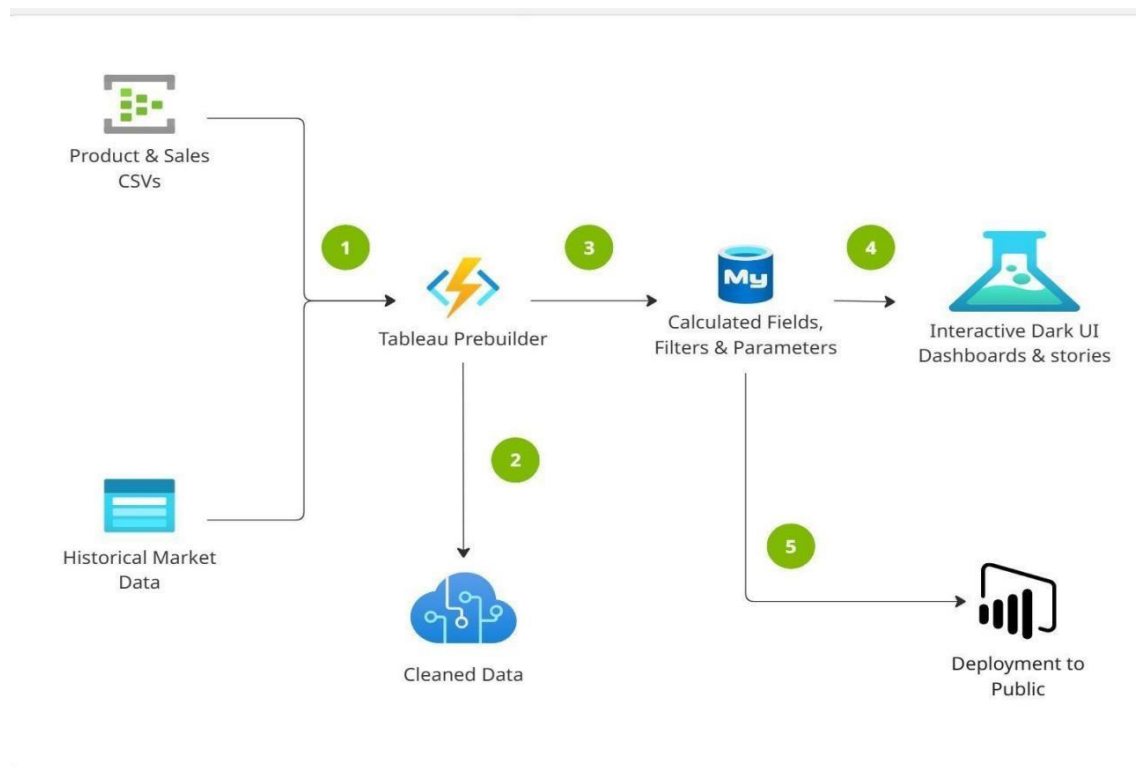 Product & Sales
CSVs
1
3
4
My
Tableau Prebuilder
Calculated Fields,
Filters & Parameters
Interactive Dark UI
Dashboards & stories
2
Historical Market
Data
5
Cleaned Data
Deployment to
Public